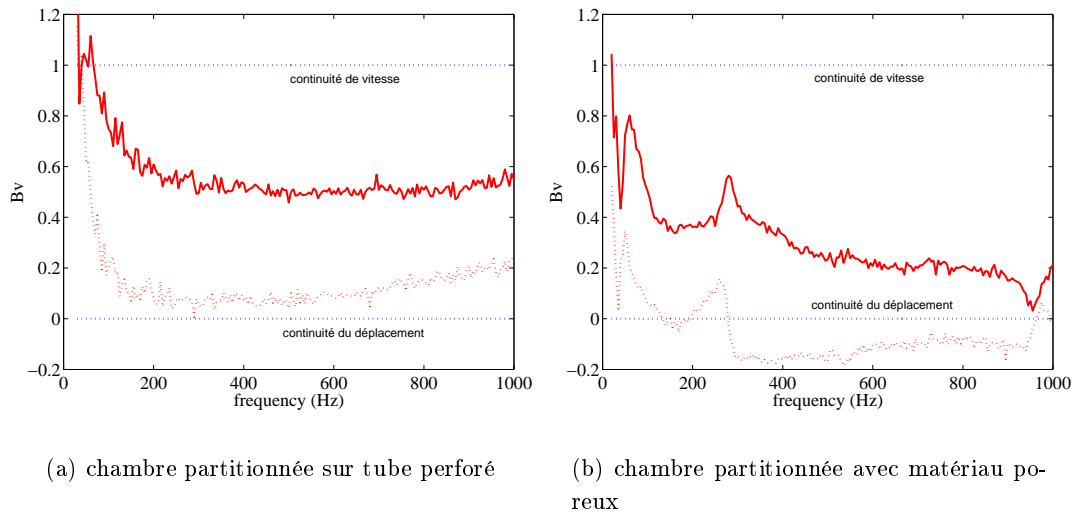 1.2
1
0.8
0.6
0.4
0.2
0
−0.2
Bv
continuité de vitesse
continuité du déplacement
0 200 400 600 800 1000
frequency (Hz)
(a) chambre partitionnée sur tube perforé
1.2
1
0.8
0.6
0.4
0.2
0
−0.2
Bv
continuité de vitesse
continuité du déplacement
0 200 400 600 800 1000
frequency (Hz)
(b) chambre partitionnée avec matériau po-
reux